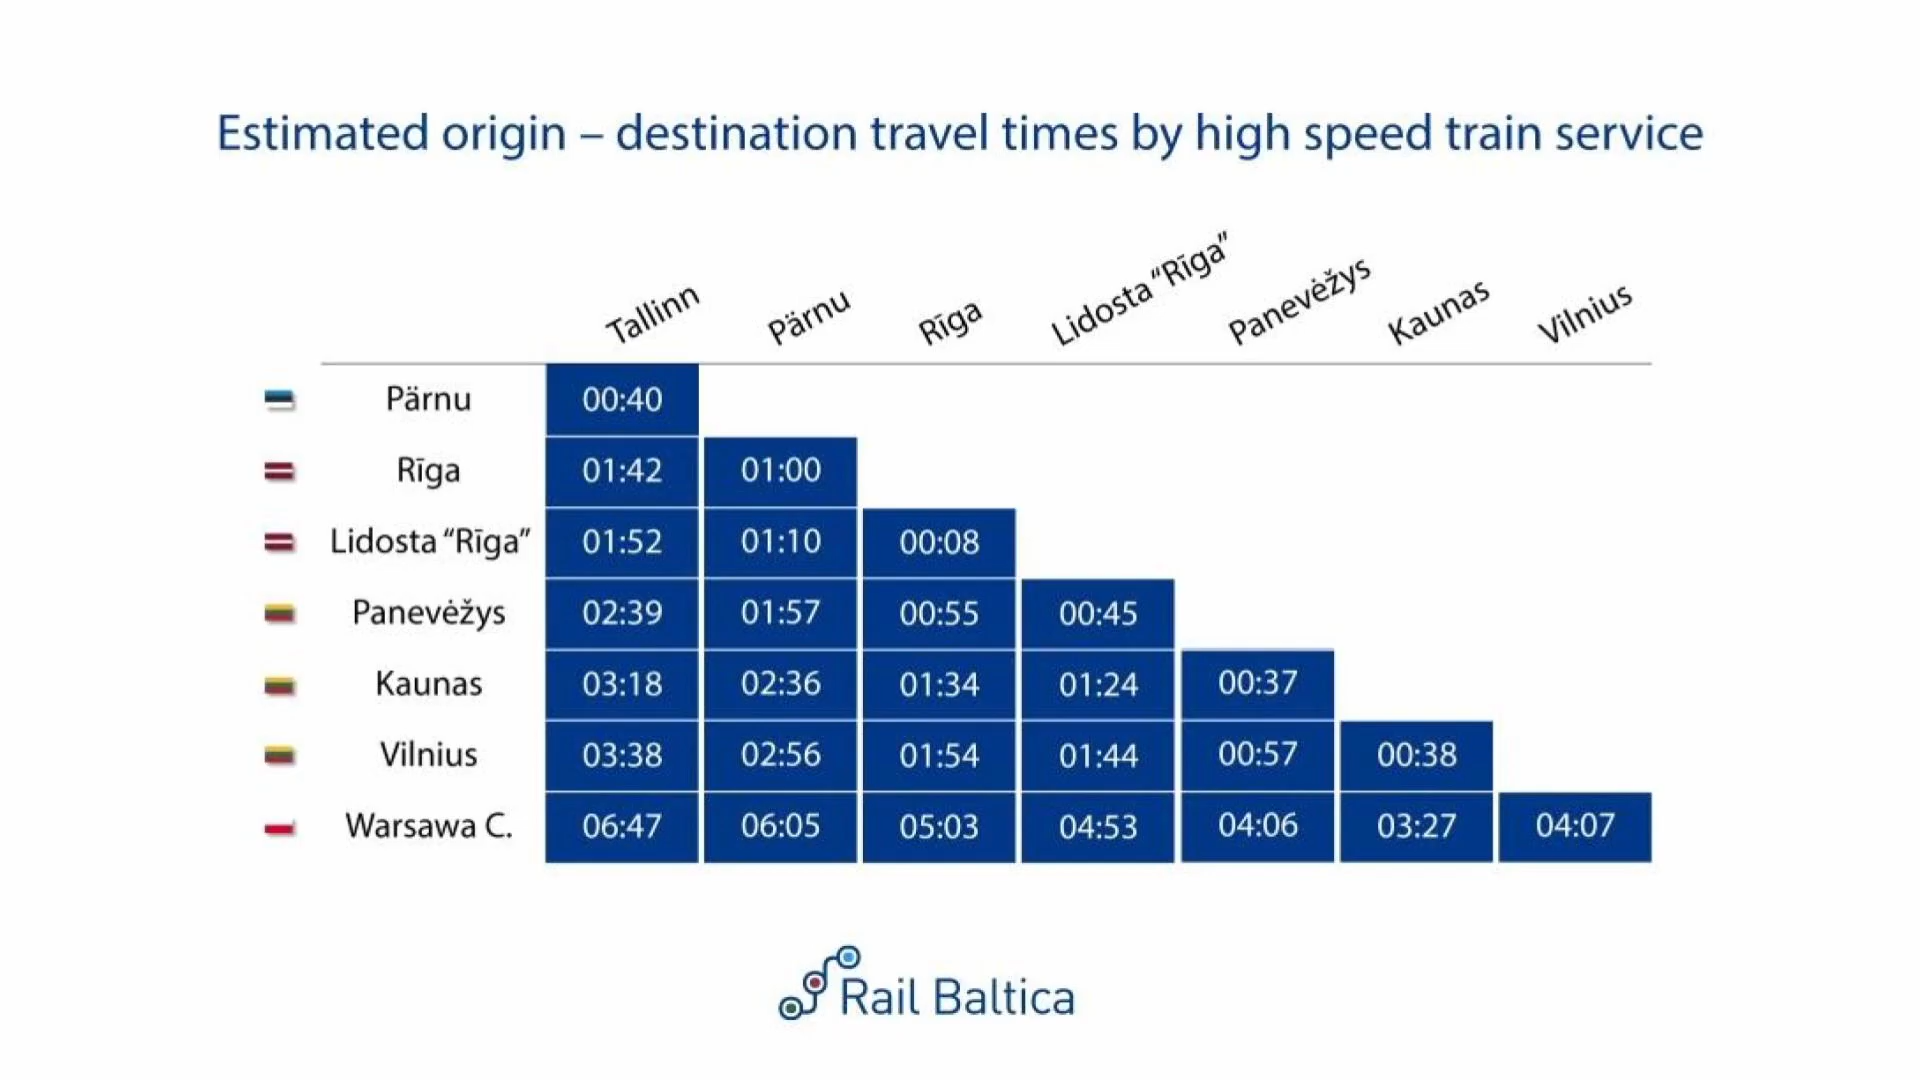 Estimated origin – destination travel times by high speed train service
Tallinn Pärnu Rīga Lidosta “Rīga” Panevėžys Kaunas Vilnius
Pärnu 00:40
Rīga 01:42 01:00
Lidosta “Rīga” 01:52 01:10 00:08
Panevėžys 02:39 01:57 00:55 00:45
Kaunas 03:18 02:36 01:34 01:24 00:37
Vilnius 03:38 02:56 01:54 01:44 00:57 00:38
Warsawa C. 06:47 06:05 05:03 04:53 04:06 03:27 04:07
Rail Baltica